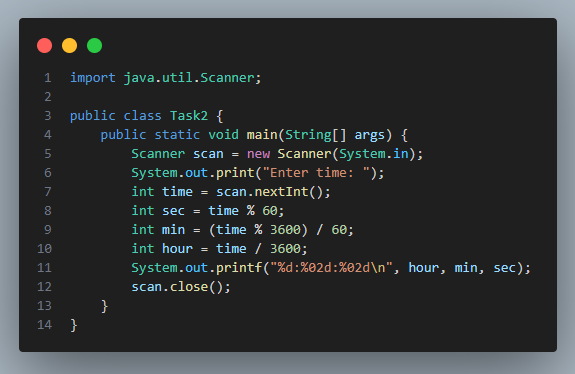 1 import java.util.Scanner;
2
3 public class Task2 {
4     public static void main(String[] args) {
5         Scanner scan = new Scanner(System.in);
6         System.out.print("Enter time: ");
7         int time = scan.nextInt();
8         int sec = time % 60;
9         int min = (time % 3600) / 60;
10         int hour = time / 3600;
11         System.out.printf("%d:%02d:%02d\n", hour, min, sec);
12         scan.close();
13     }
14 }